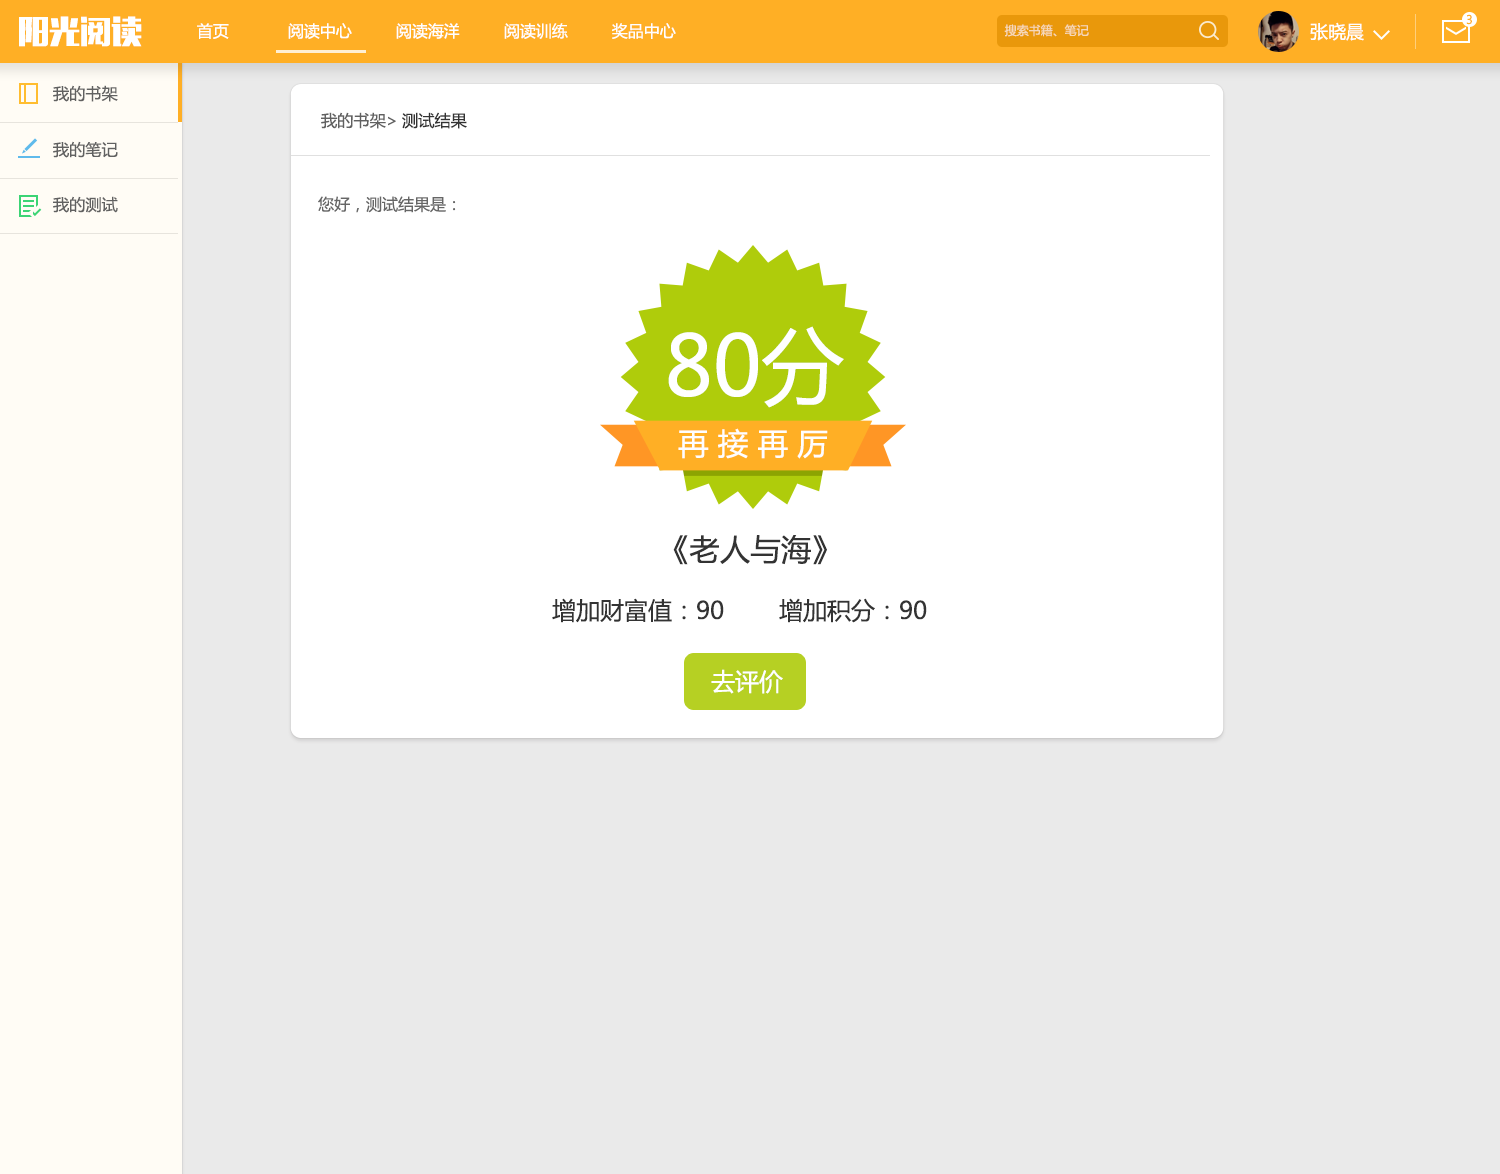 阳光阅读
首页 阅读中心 阅读海洋 阅读训练 奖品中心
搜索书籍、笔记
张晓晨
3
我的书架
我的笔记
我的测试
我的书架> 测试结果
您好，测试结果是：
80分
再接再厉
《老人与海》
增加财富值：90 增加积分：90
去评价